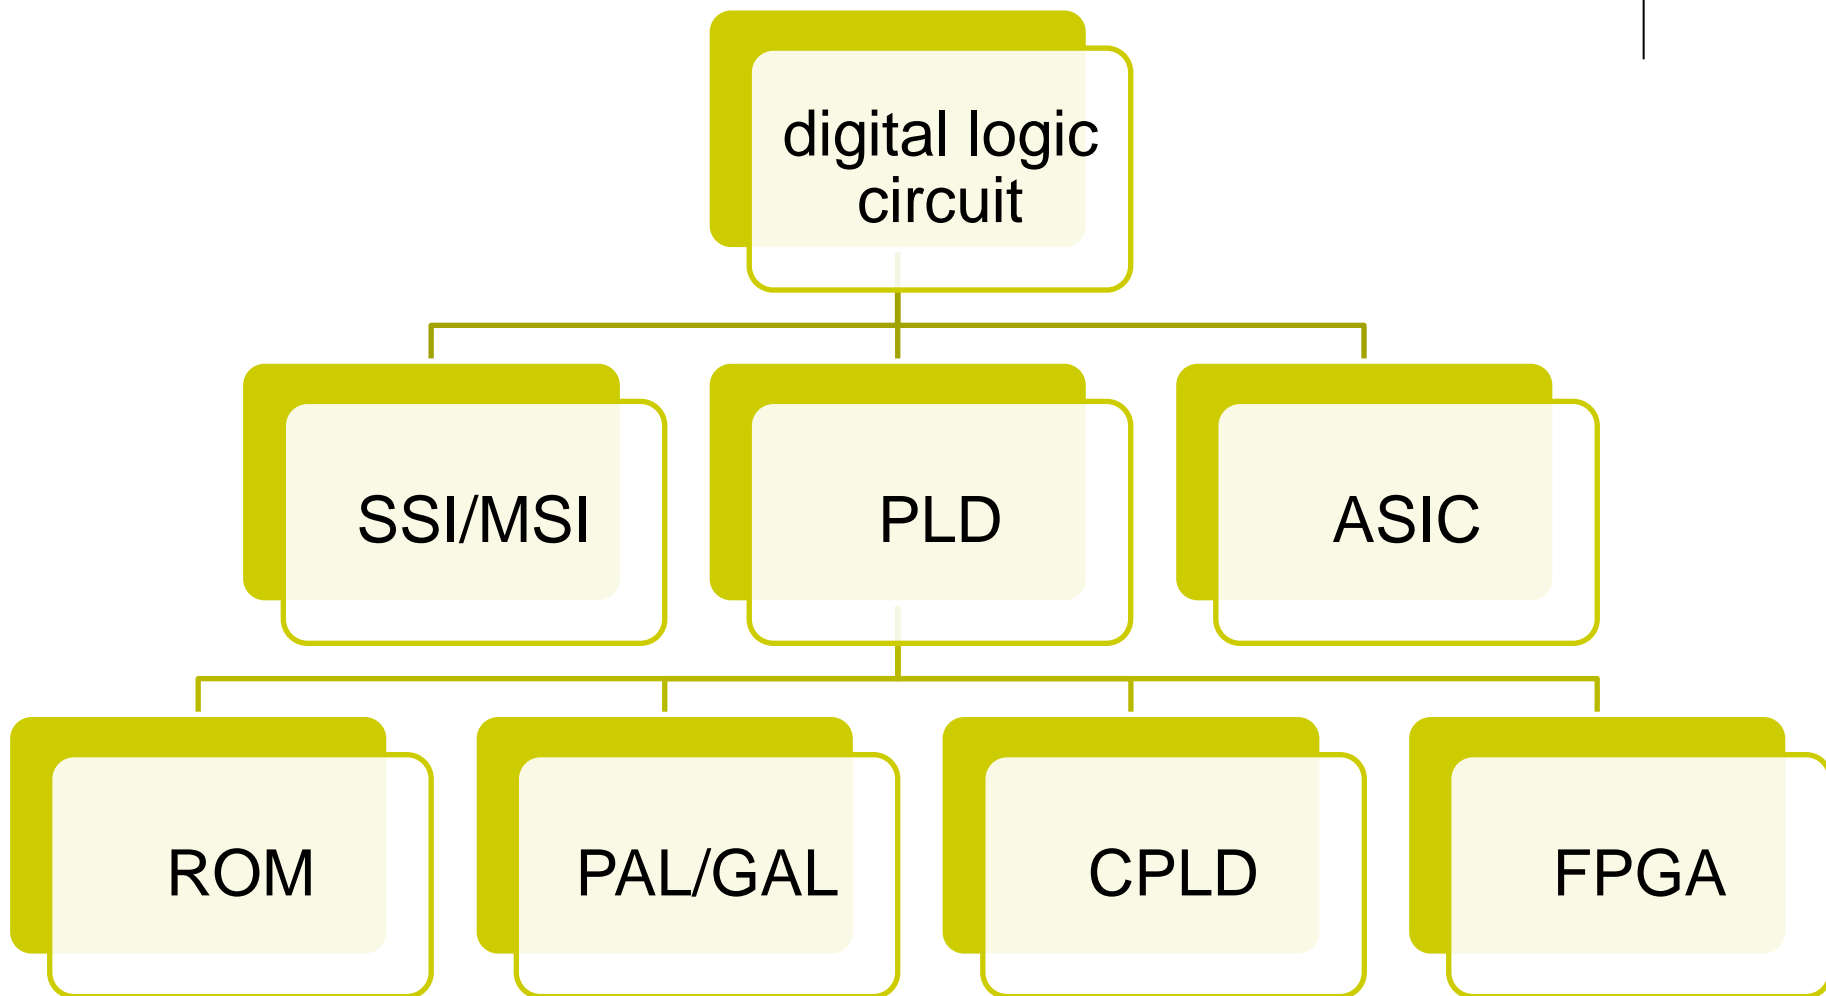 digital logic
circuit
SSI/MSI
PLD
ASIC
ROM
PAL/GAL
CPLD
FPGA